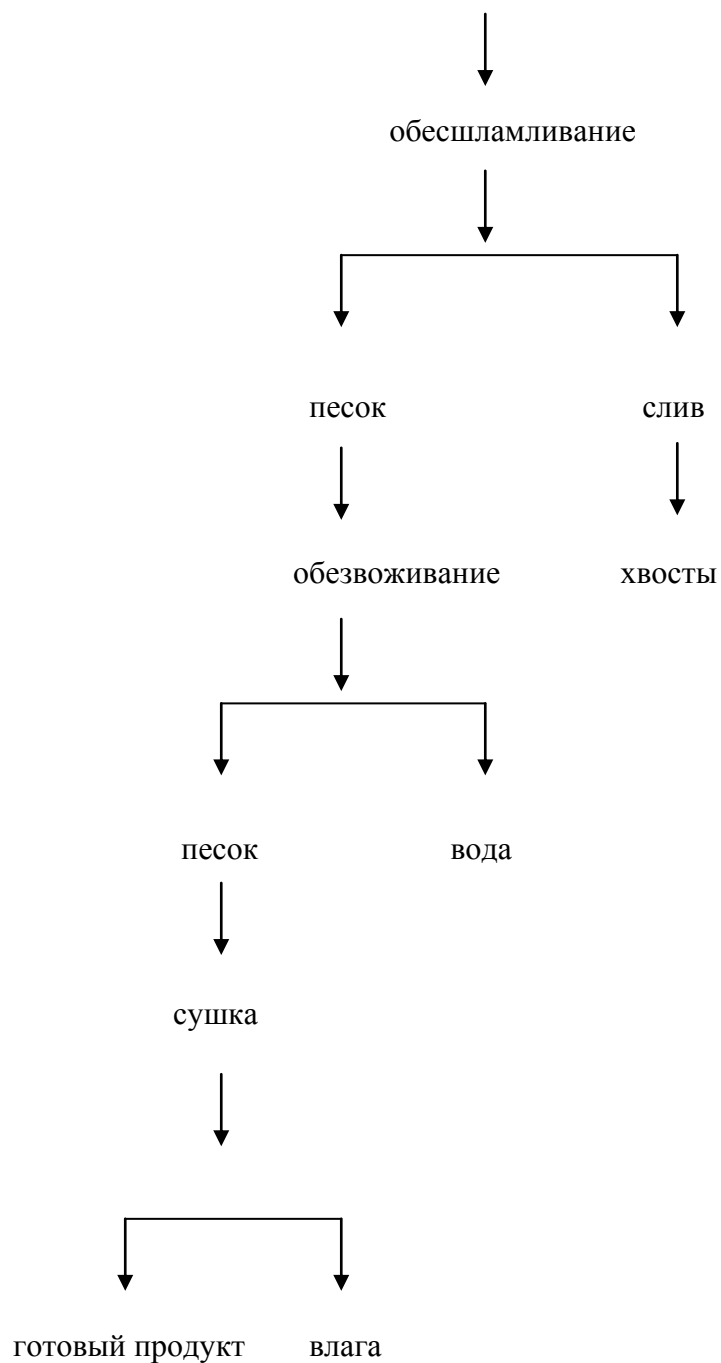 обесшламливание
песок слив
обезвоживание хвосты
песок вода
сушка
готовый продукт влага